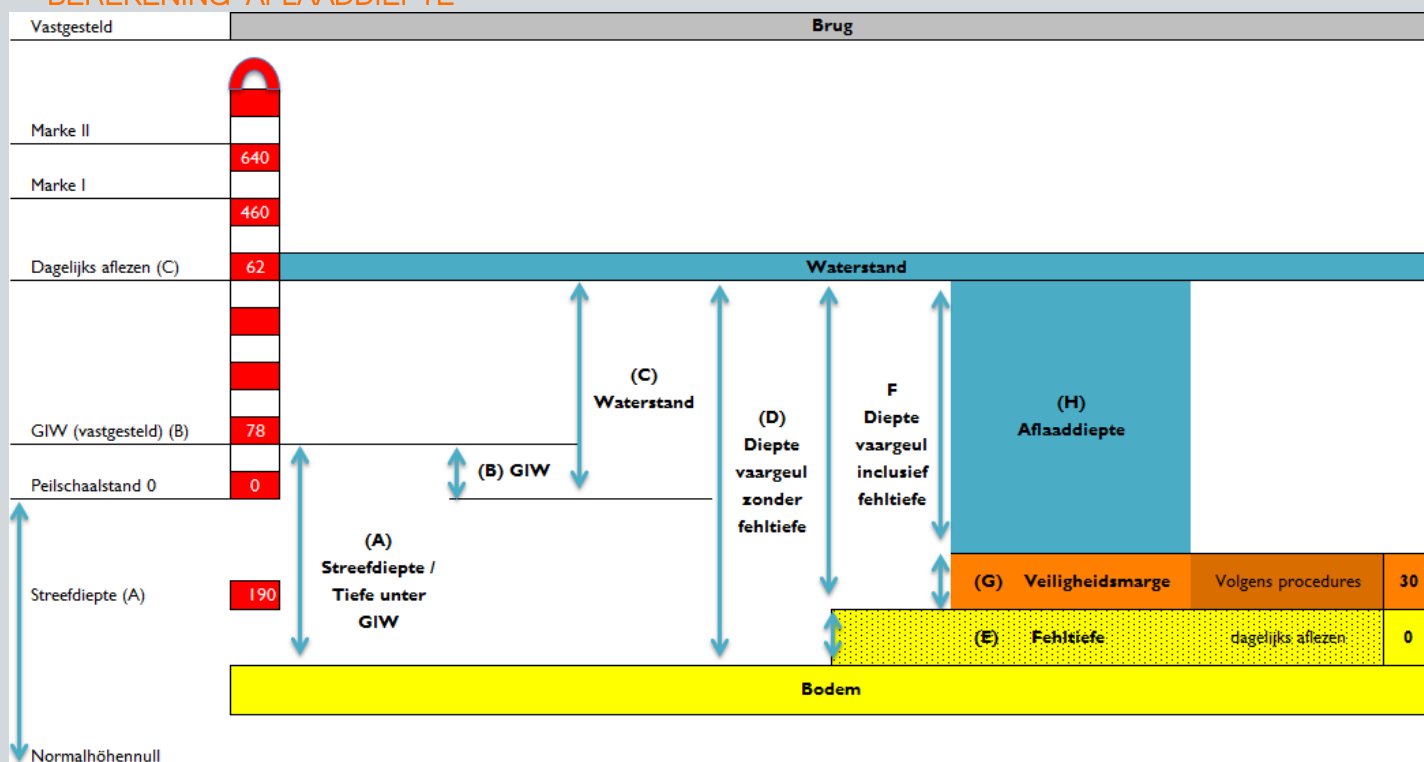 BEREKENING AFLAADDIEPTE
Vastgesteld
Brug
Marke II
640
Marke I
460
Dagelijks aflezen (C)
62
Waterstand
(C)
Waterstand
(D)
Diepte
vaargeul
zonder
fehltiefe
F
Diepte
vaargeul
inclusief
fehltiefe
(H)
Aflaaddiepte
GIW (vastgesteld) (B)
78
(B) GIW
Peilschaalstand 0
0
(A)
Streefdiepte /
Tiefe unter
GIW
Streefdiepte (A)
190
(G) Veiligheidsmarge
Volgens procedures
30
(E) Fehltiefe
dagelijks aflezen
0
Bodem
Normalhöhennull